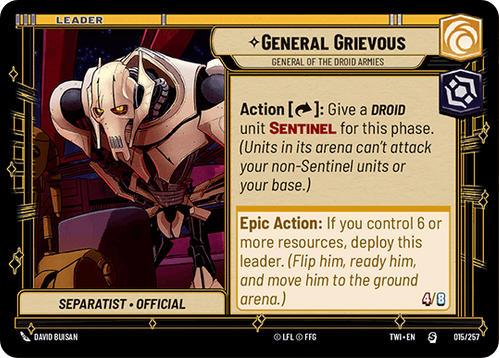 LEADER
✧GENERAL GRIEVOUS
GENERAL OF THE DROID ARMIES
Action [↷]: Give a DROID
unit SENTINEL for this phase.
(Units in its arena can't attack
your non-Sentinel units or
your base.)
Epic Action: If you control 6 or
more resources, deploy this
leader. (Flip him, ready him,
and move him to the ground
arena.)
4/8
SEPARATIST • OFFICIAL
DAVID BUISAN
© LFL © FFG
TWI • EN
S
015/257